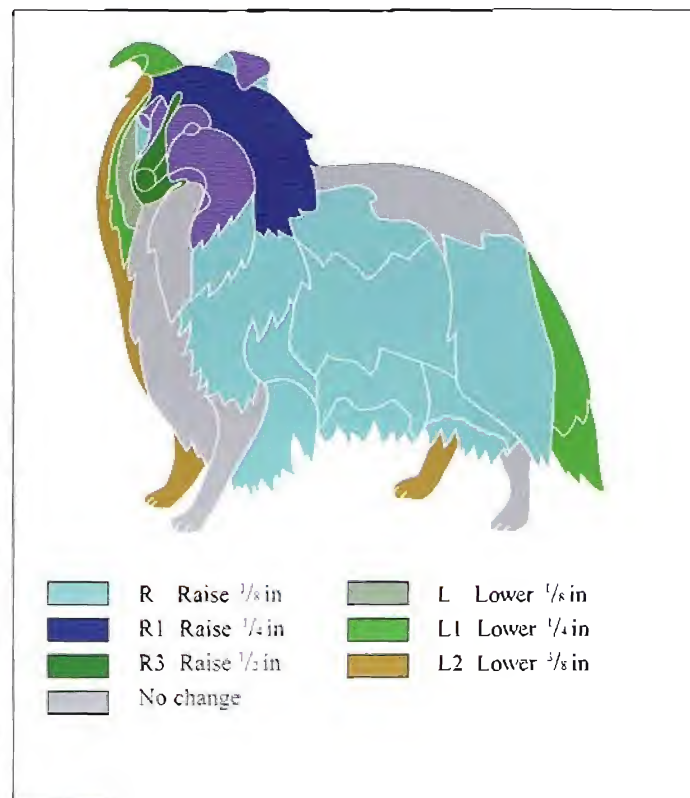 R Raise 1/8 in
L Lower 1/8 in
R1 Raise 1/4 in
L1 Lower 1/4 in
R3 Raise 1/2 in
L2 Lower 3/8 in
No change